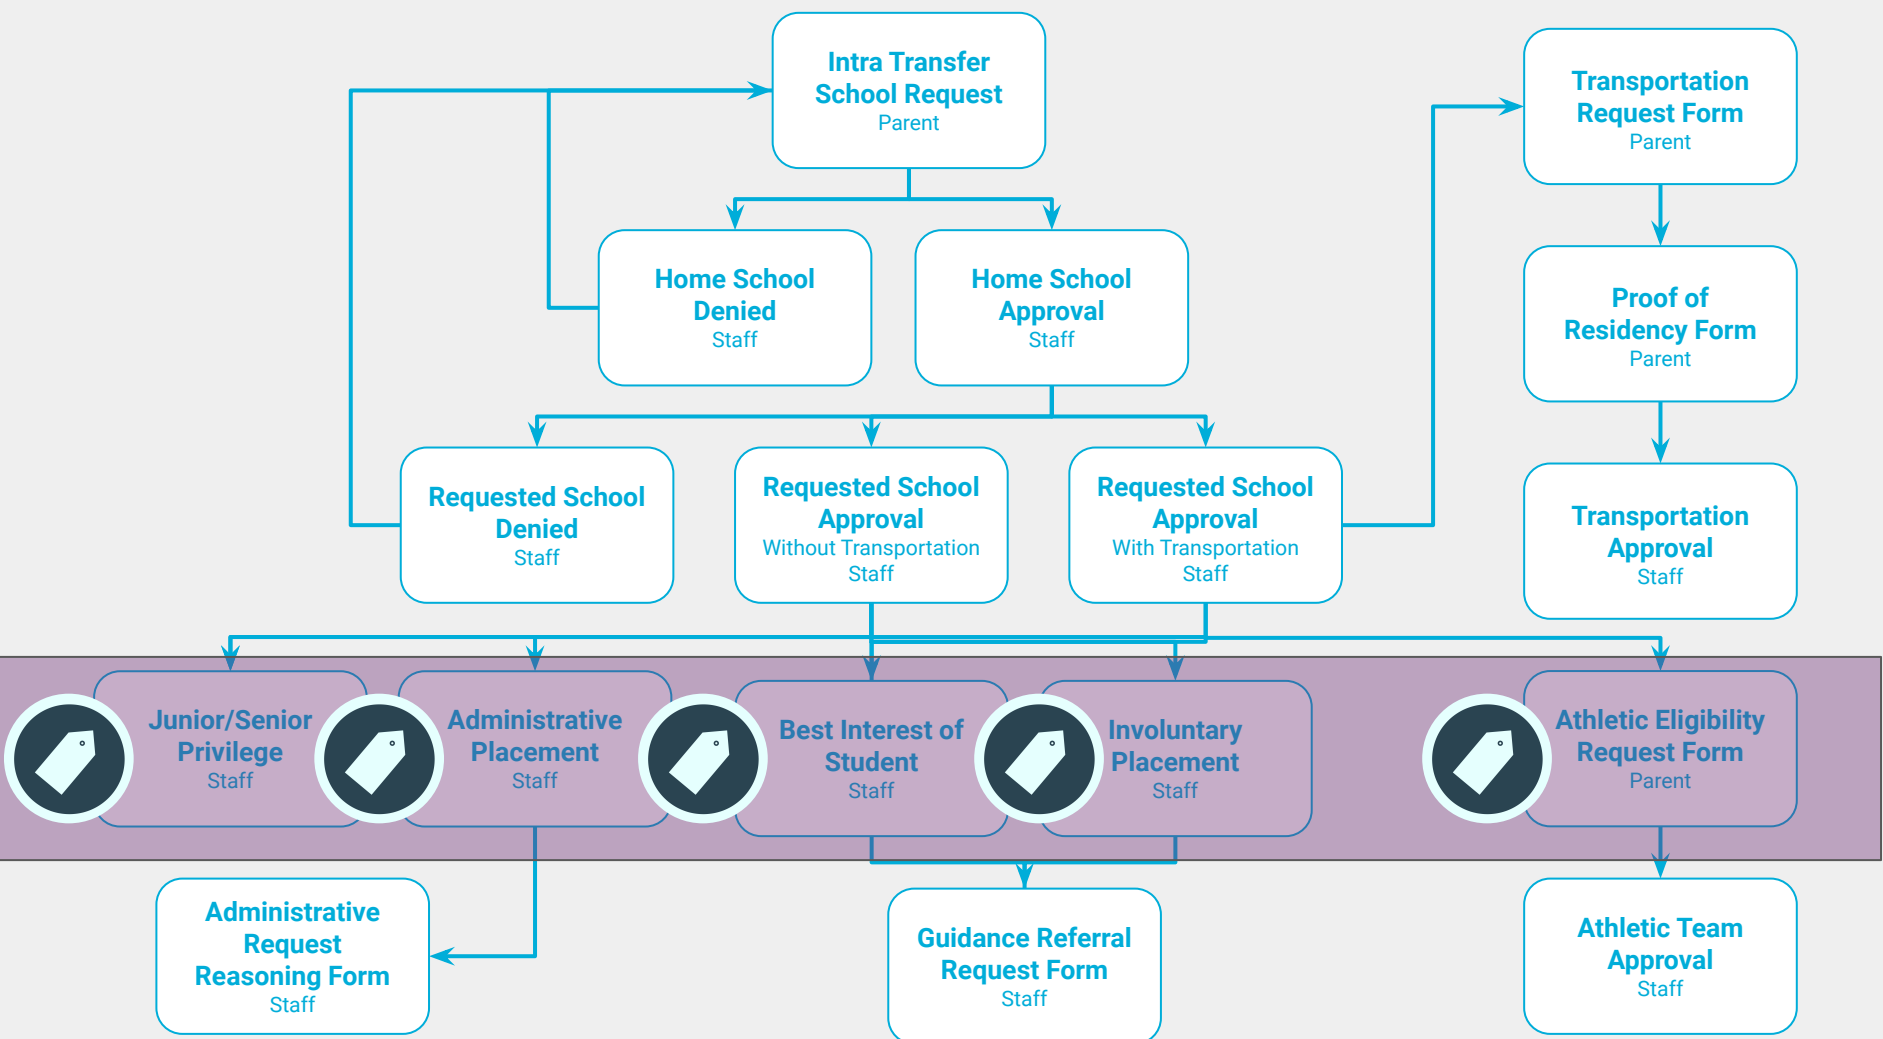 Intra Transfer
School Request
Parent
Transportation
Request Form
Parent
Home School
Denied
Staff
Home School
Approval
Staff
Proof of
Residency Form
Parent
Requested School
Denied
Staff
Requested School
Approval
Without Transportation
Staff
Requested School
Approval
With Transportation
Staff
Transportation
Approval
Staff
Junior/Senior
Privilege
Staff
Administrative
Placement
Staff
Best Interest of
Student
Staff
Involuntary
Placement
Staff
Athletic Eligibility
Request Form
Parent
Administrative
Request
Reasoning Form
Staff
Guidance Referral
Request Form
Staff
Athletic Team
Approval
Staff